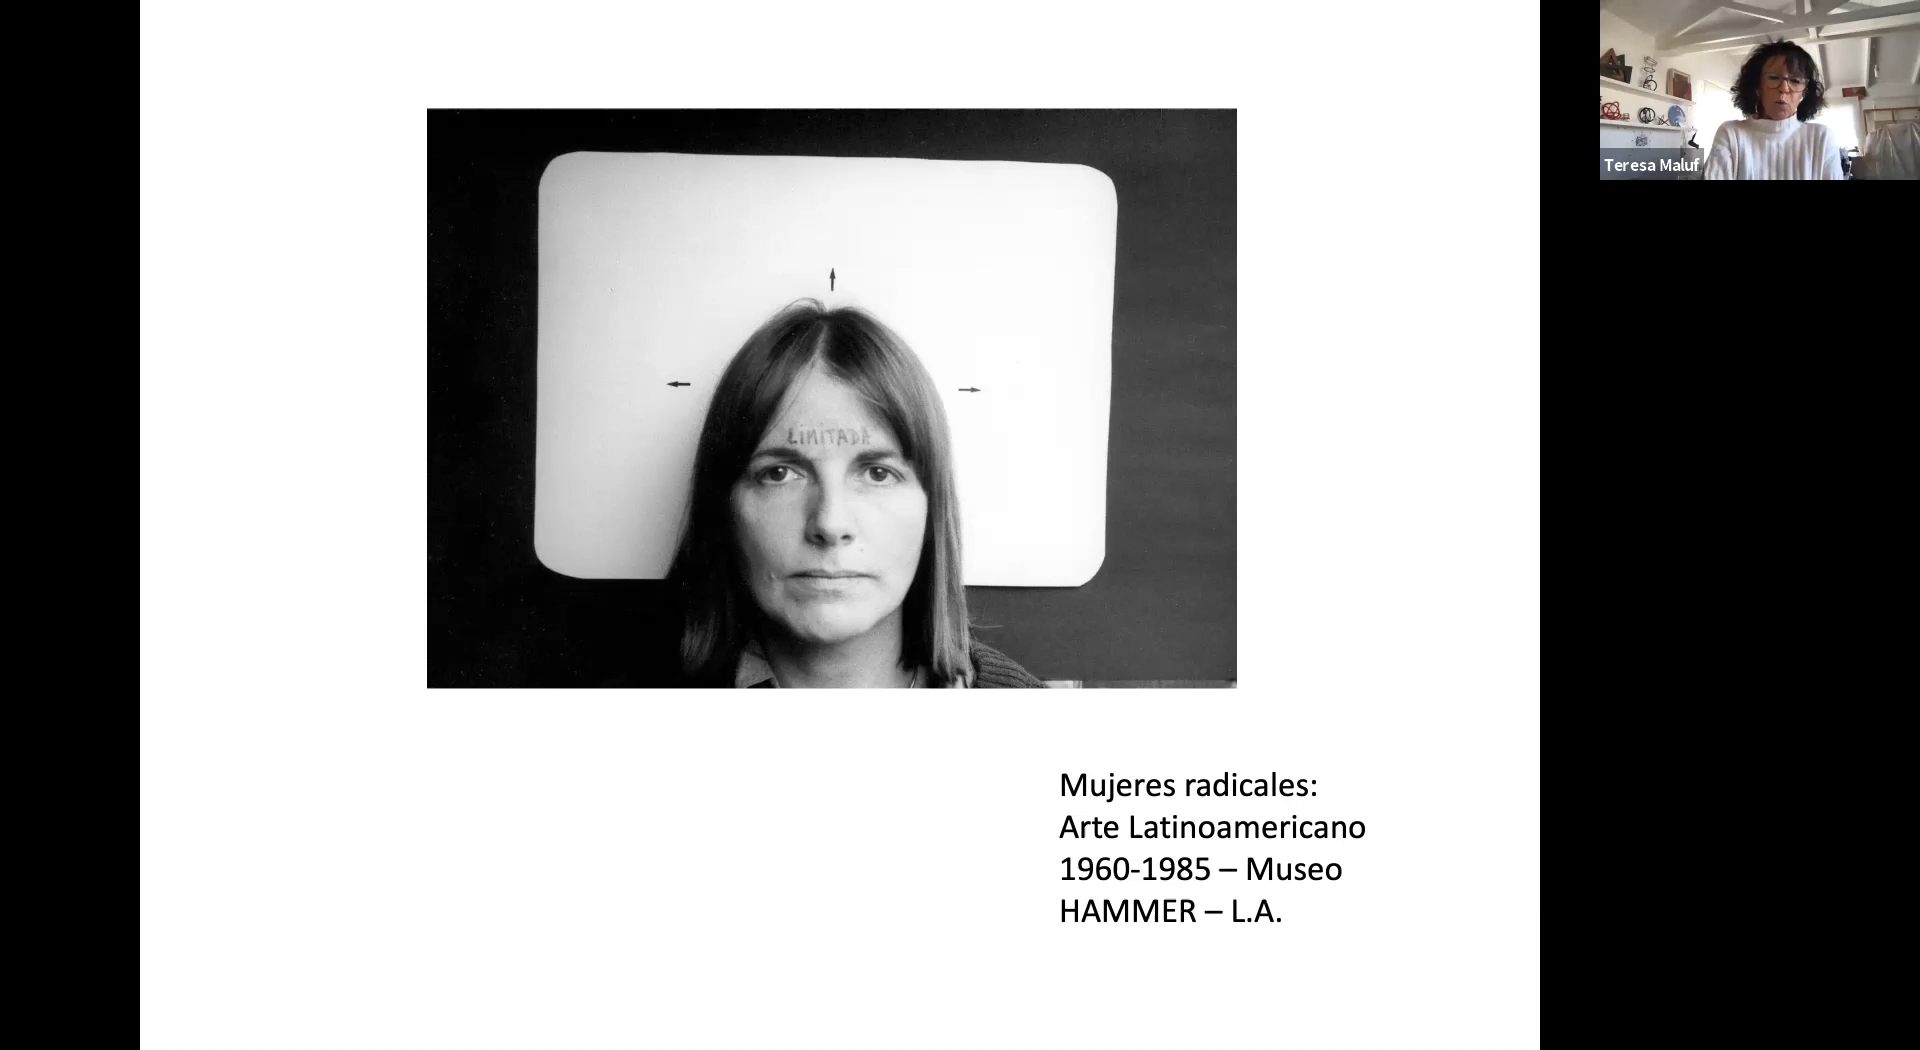 Teresa Maluf
LIMITADA
Mujeres radicales:
Arte Latinoamericano
1960-1985 – Museo
HAMMER – L.A.